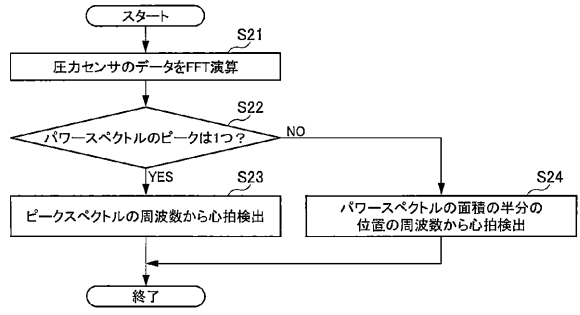 スタート
S21
圧力センサのデータをFFT演算
S22
パワースペクトルのピークは1つ？
NO
YES
S23
ピークスペクトルの周波数から心拍検出
S24
パワースペクトルの面積の半分の
位置の周波数から心拍検出
終了